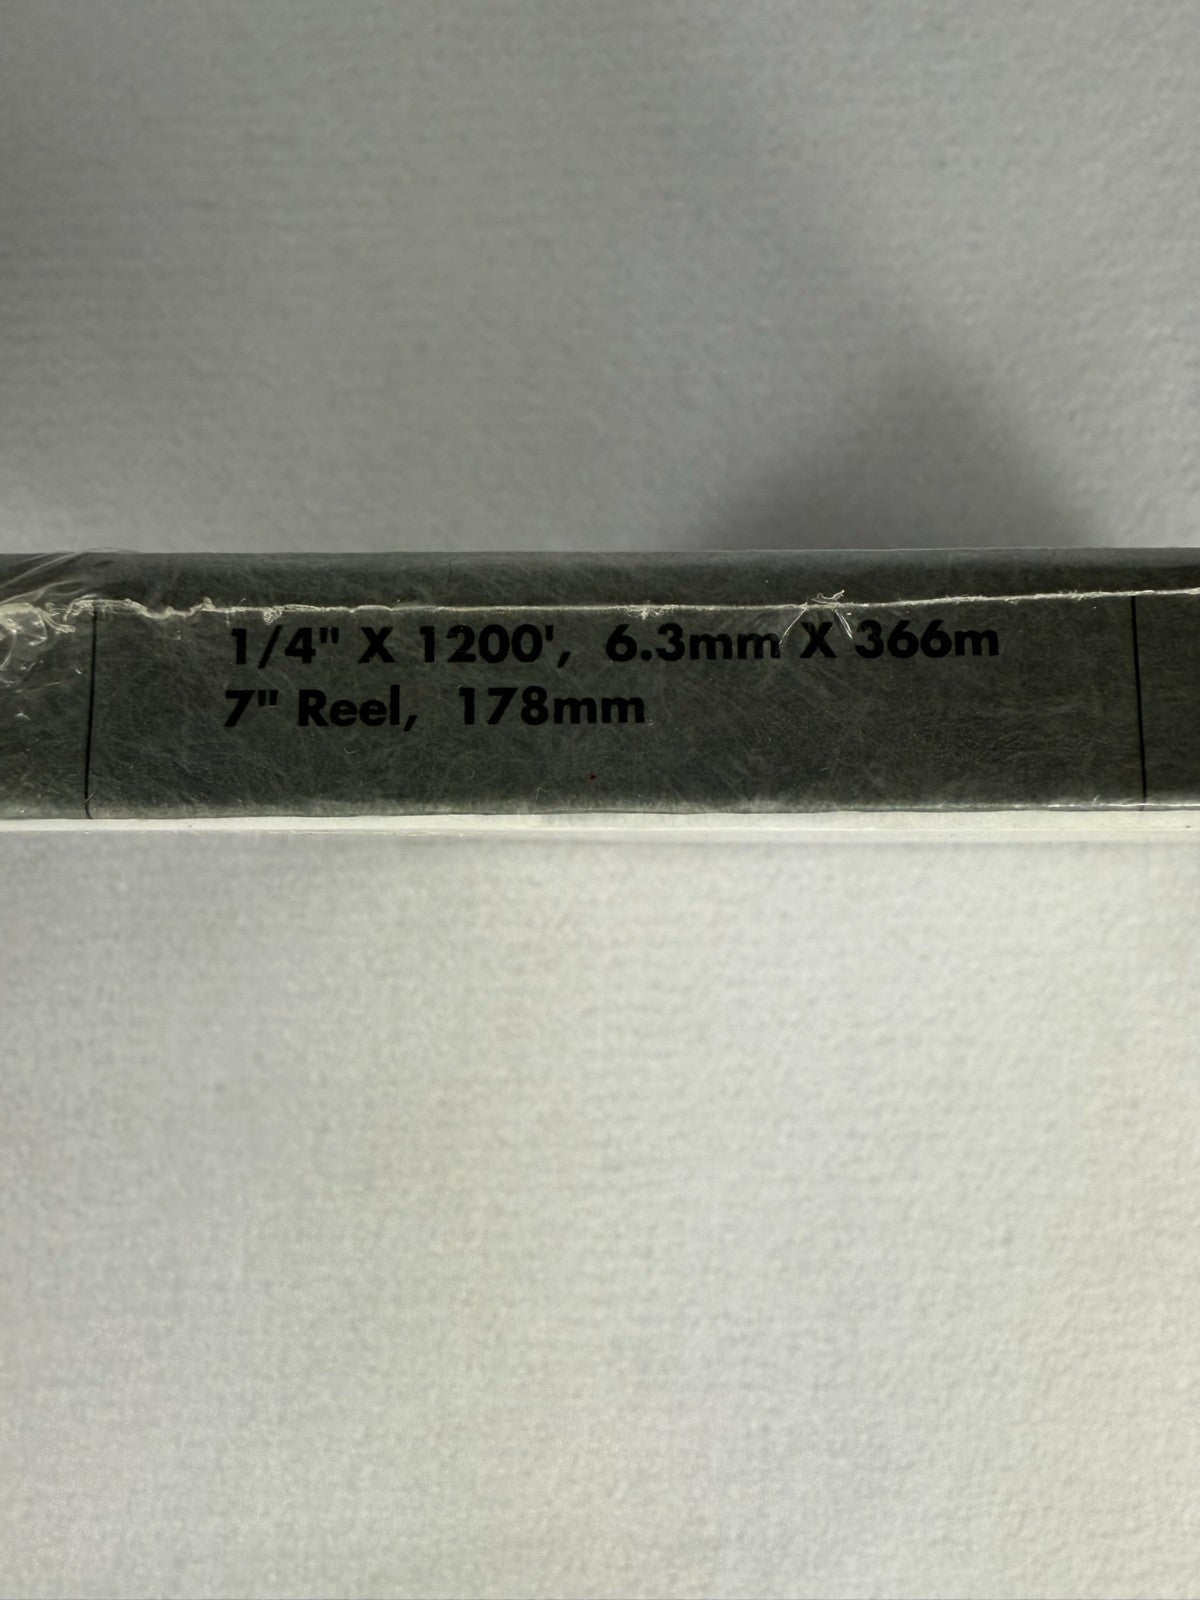 1/4" X 1200', 6.3mm X 366m
7" Reel, 178mm